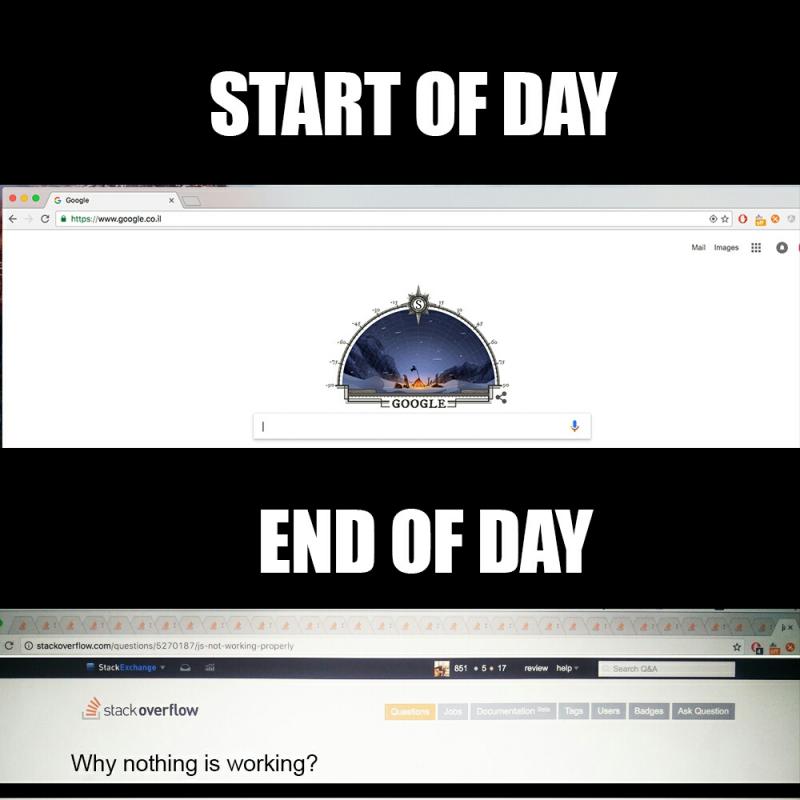 START OF DAY
Google
https://www.google.co.il
Mail Images
S
GOOGLE
END OF DAY
stackoverflow.com/questions/5270187/js-not-working-properly
StackExchange 851 5 17 review help Search Q&A
stackoverflow Questions Jobs Documentation Beta Tags Users Badges Ask Question
Why nothing is working?